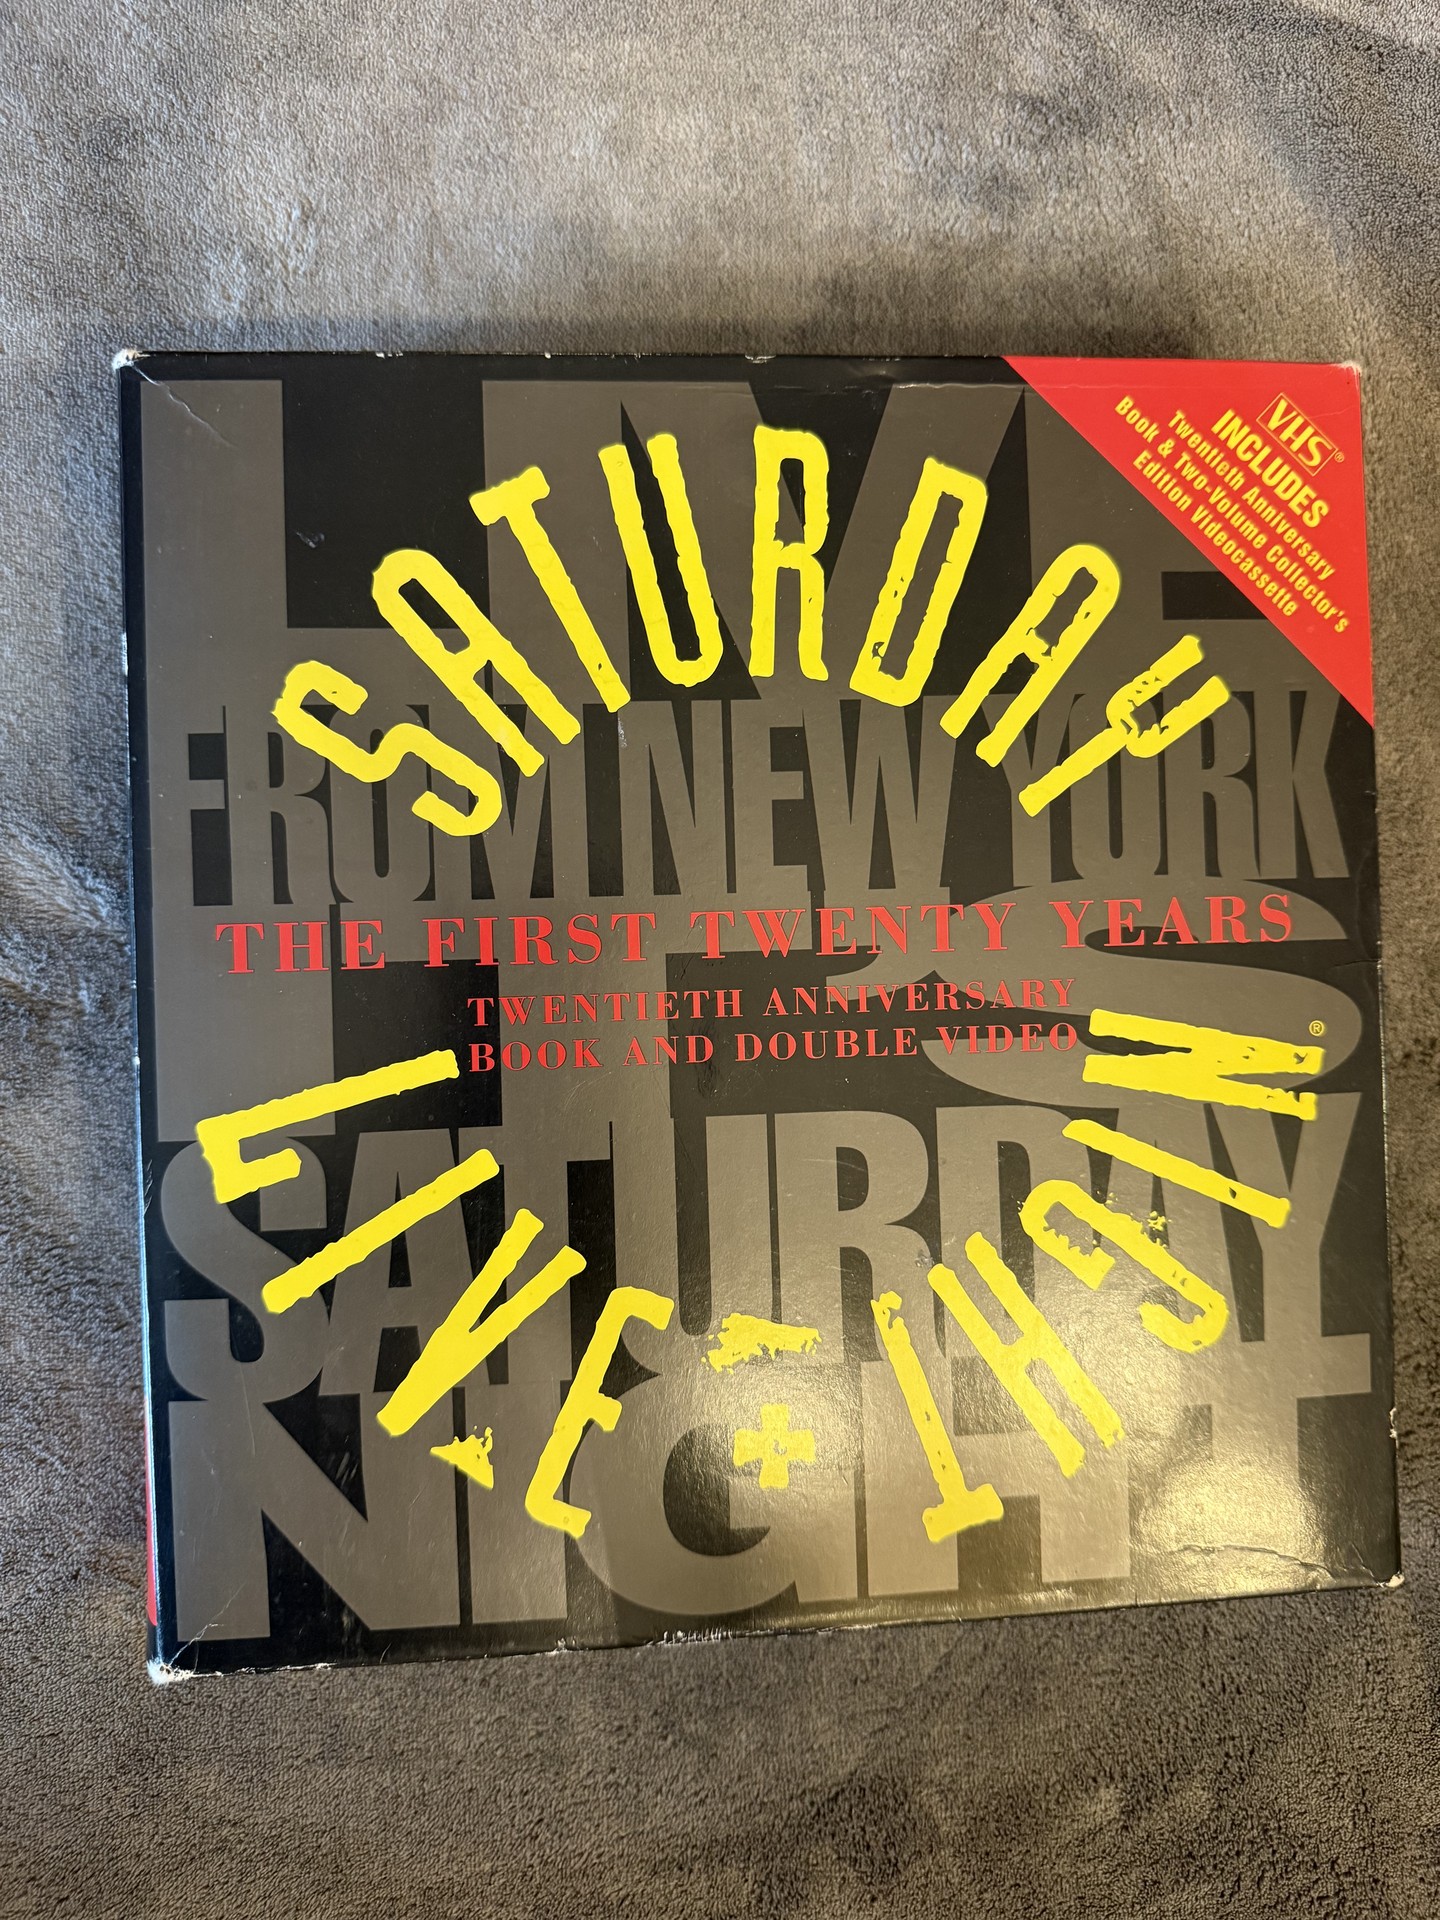 LIVE
FROM NEW YORK
IT'S
SATURDAY
NIGHT
SATURDAY
NIGHT
LIVE
®
THE FIRST TWENTY YEARS
TWENTIETH ANNIVERSARY
BOOK AND DOUBLE VIDEO
VHS®
INCLUDES
Twentieth Anniversary
Book & Two-Volume Collector's
Edition Videocassette